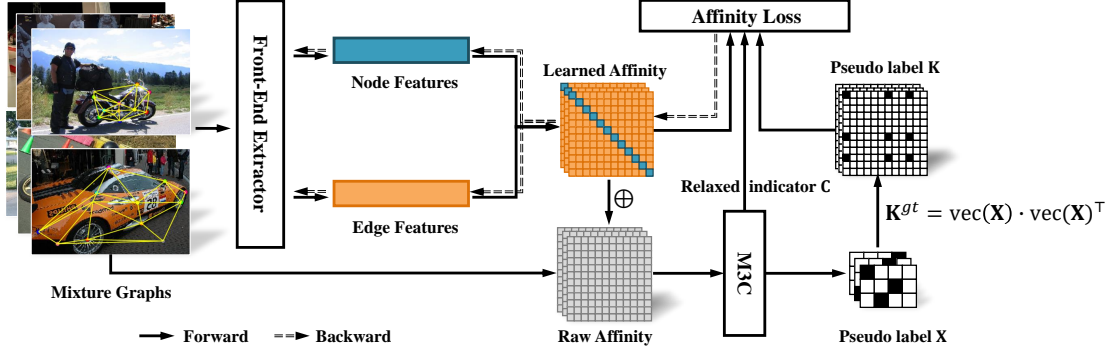 Affinity Loss
Front-End Extractor
Node Features
Learned Affinity
Pseudo label K
Relaxed indicator C
⊕
Edge Features
K^{gt} = vec(X) · vec(X)^⊤
M3C
Mixture Graphs
Raw Affinity
Pseudo label X
Forward
Backward